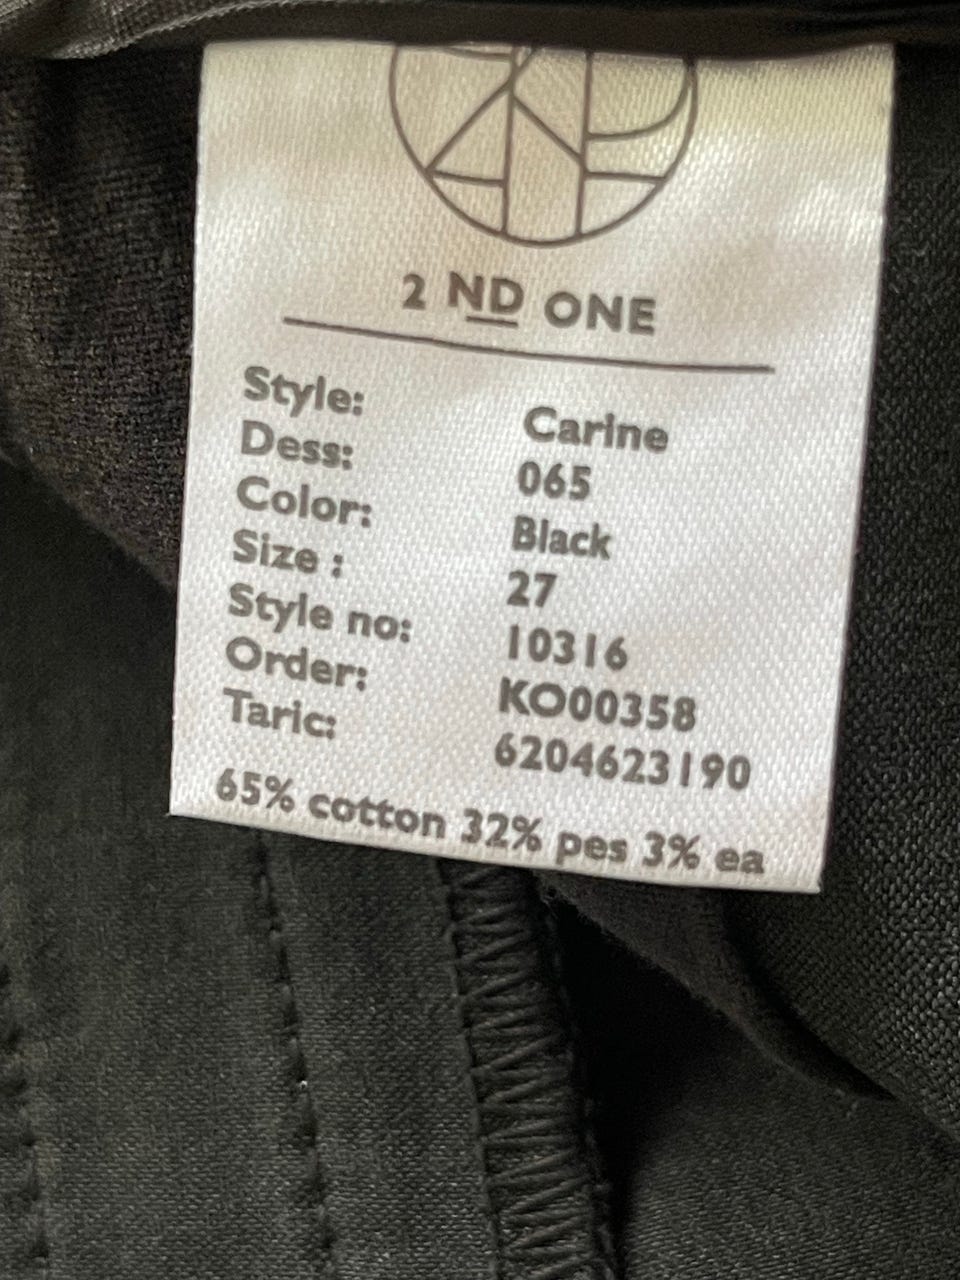 2 ND ONE
Style: Carine
Dess: 065
Color: Black
Size : 27
Style no: 10316
Order: KO00358
Taric: 6204623190
65% cotton 32% pes 3% ea